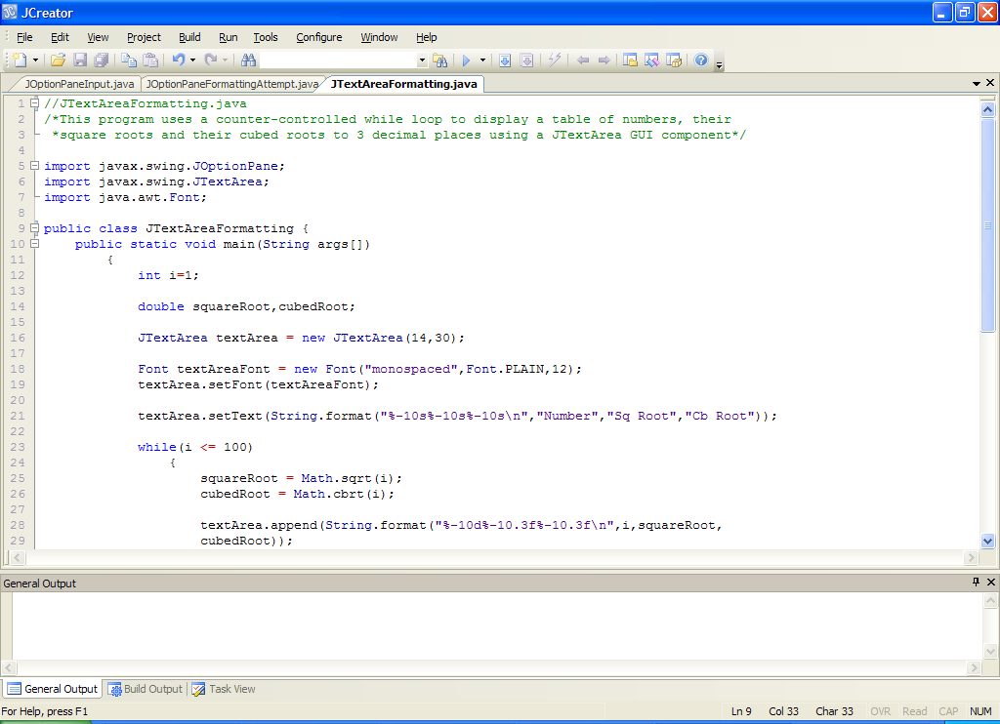 JCreator
File Edit View Project Build Run Tools Configure Window Help
JOptionPaneInput.java JOptionPaneFormattingAttempt.java JTextAreaFormatting.java
1 //JTextAreaFormatting.java
2 /*This program uses a counter-controlled while loop to display a table of numbers, their
3 *square roots and their cubed roots to 3 decimal places using a JTextArea GUI component*/
4
5 import javax.swing.JOptionPane;
6 import javax.swing.JTextArea;
7 import java.awt.Font;
8
9 public class JTextAreaFormatting {
10 public static void main(String args[])
11 {
12 int i=1;
13
14 double squareRoot,cubedRoot;
15
16 JTextArea textArea = new JTextArea(14,30);
17
18 Font textAreaFont = new Font("monospaced",Font.PLAIN,12);
19 textArea.setFont(textAreaFont);
20
21 textArea.setText(String.format("%-10s%-10s%-10s\n","Number","Sq Root","Cb Root"));
22
23 while(i <= 100)
24 {
25 squareRoot = Math.sqrt(i);
26 cubedRoot = Math.cbrt(i);
27
28 textArea.append(String.format("%-10d%-10.3f%-10.3f\n",i,squareRoot,
29 cubedRoot));
General Output
General Output Build Output Task View
For Help, press F1 Ln 9 Col 33 Char 33 OVR Read CAP NUM